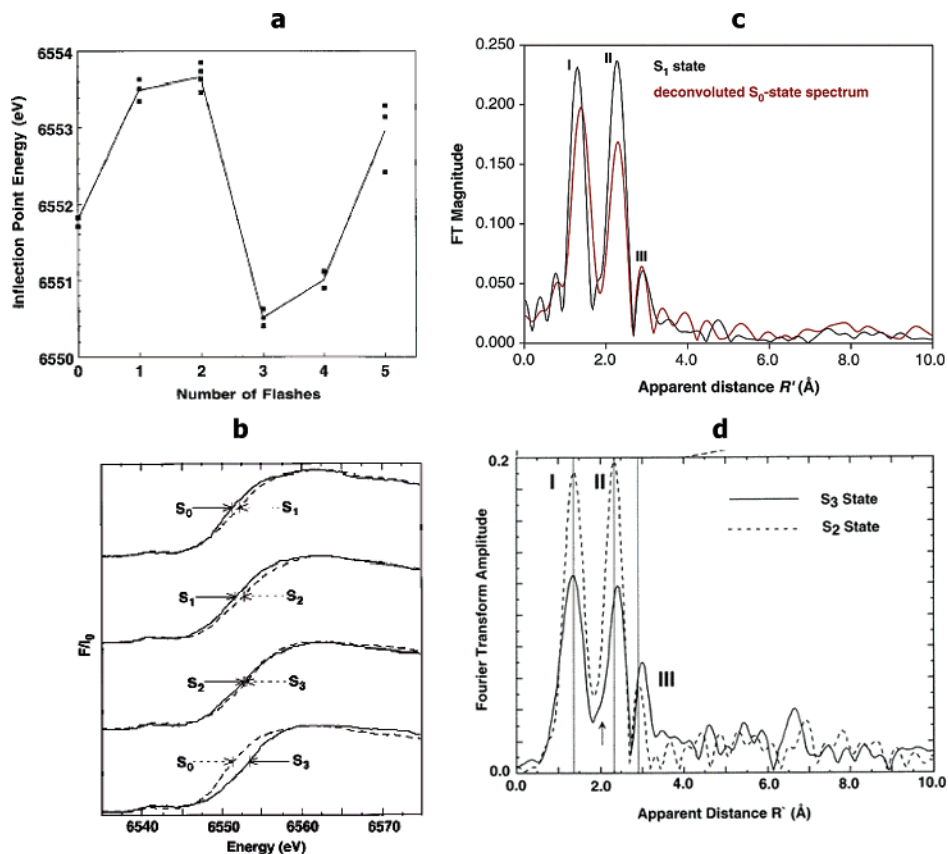 a
6554
6553
6552
6551
6550
Inflection Point Energy (eV)
0 1 2 3 4 5
Number of Flashes
c
0.250
0.200
0.150
0.100
0.050
0.000
FT Magnitude
I
II
III
S1 state
deconvoluted S0-state spectrum
0.0 2.0 4.0 6.0 8.0 10.0
Apparent distance R' (Å)
b
F/I0
S0 S1
S1 S2
S2 S3
S0 S3
6540 6550 6560 6570
Energy (eV)
d
0.2
0.0
Fourier Transform Amplitude
I
II
III
S3 State
S2 State
0.0 2.0 4.0 6.0 8.0 10.0
Apparent Distance R` (Å)